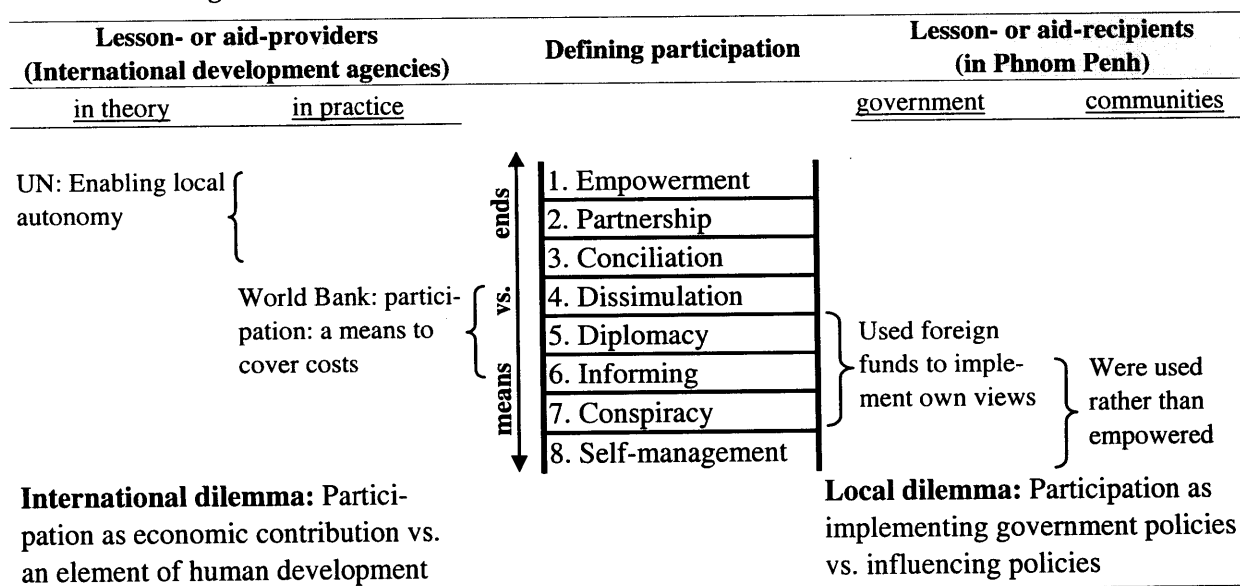 Lesson- or aid-providers
(International development agencies)
Defining participation
Lesson- or aid-recipients
(in Phnom Penh)
in theory
in practice
government
communities
UN: Enabling local
autonomy
World Bank: partici-
pation: a means to
cover costs
means vs. ends
1. Empowerment
2. Partnership
3. Conciliation
4. Dissimulation
5. Diplomacy
6. Informing
7. Conspiracy
8. Self-management
Used foreign
funds to imple-
ment own views
Were used
rather than
empowered
International dilemma: Partici-
pation as economic contribution vs.
an element of human development
Local dilemma: Participation as
implementing government policies
vs. influencing policies